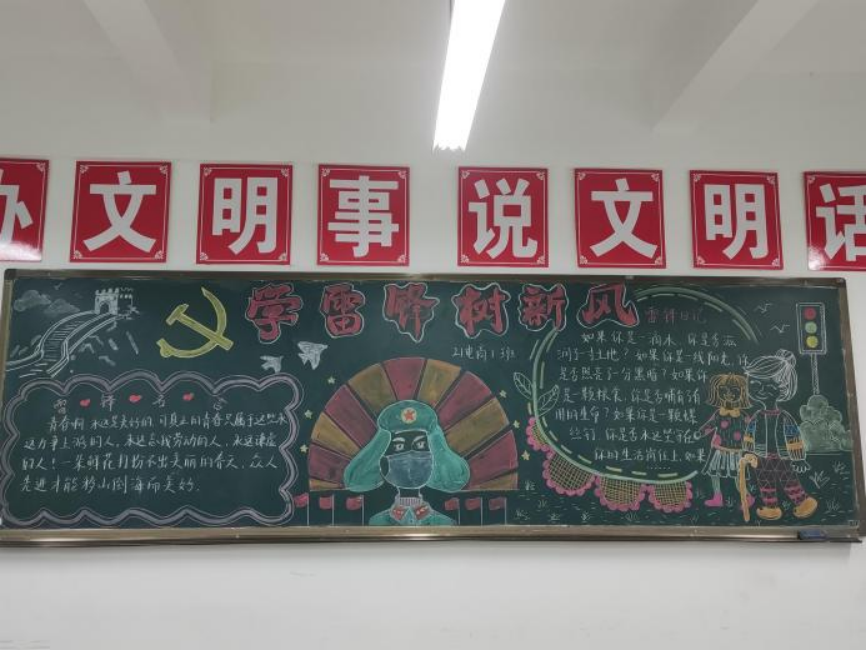 办文明事 说文明话
学雷锋树新风
21电商1班
雷锋寄语
青春啊,永远是美好的,可真正的青春只属于这些永
远力争上游的人,永远忘我劳动的人,永远谦虚
的人!一朵鲜花打扮不出美丽的春天,众人
先进才能移山倒海而美好.
雷锋日记
如果你是一滴水,你是否滋
润了一寸土地?如果你是一线阳光,你
是否照亮了一分黑暗?如果你
是一颗粮食,你是否哺育了有
用的生命?如果你是一颗螺
丝钉,你是否永远坚守在
你的生活岗位上.如果
......